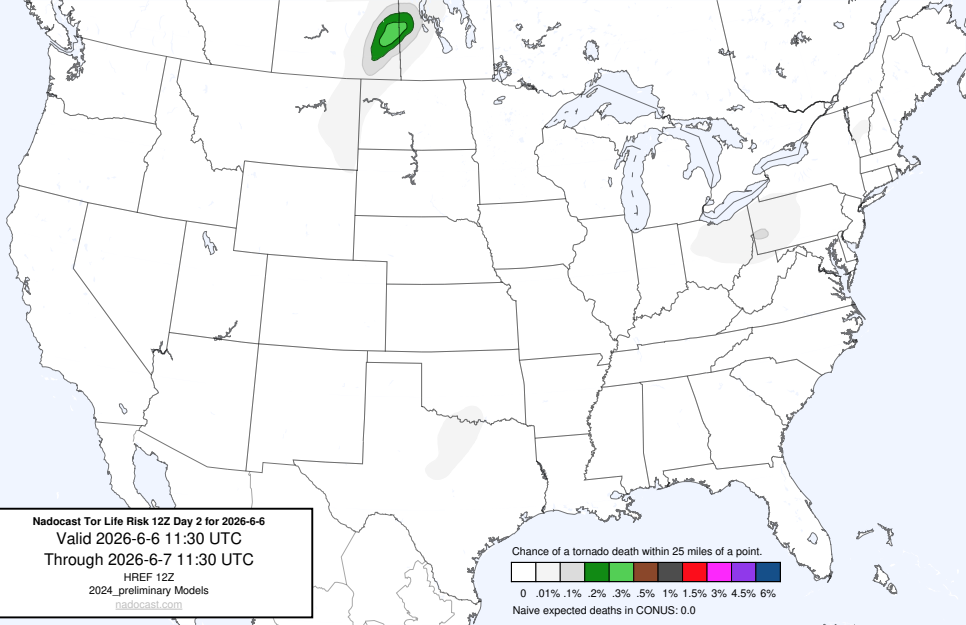 Nadocast Tor Life Risk 12Z Day 2 for 2026-6-6
Valid 2026-6-6 11:30 UTC
Through 2026-6-7 11:30 UTC
HREF 12Z
2024_preliminary Models
nadocast.com
Chance of a tornado death within 25 miles of a point.
0 .01% .1% .2% .3% .5% 1% 1.5% 3% 4.5% 6%
Naive expected deaths in CONUS: 0.0